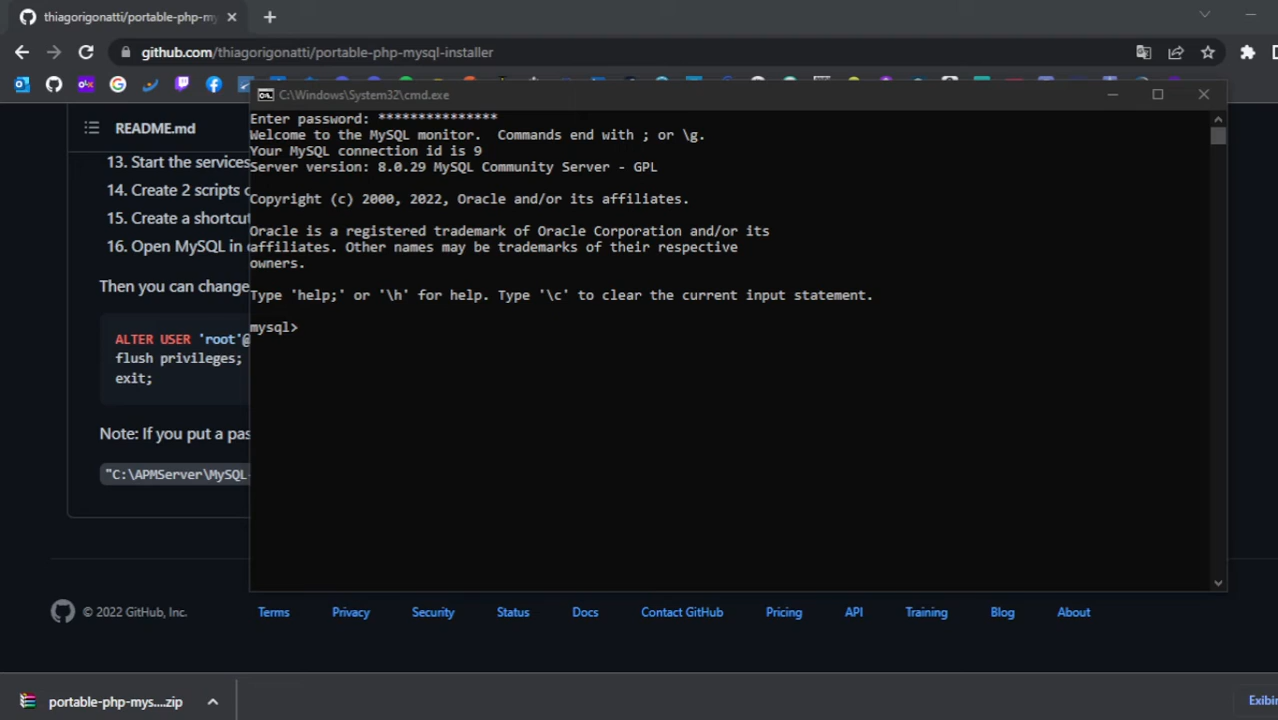 thiagorigonatti/portable-php-my
github.com/thiagorigonatti/portable-php-mysql-installer
C:\Windows\System32\cmd.exe
README.md
13. Start the services
14. Create 2 scripts
15. Create a shortcut
16. Open MySQL in
Then you can change
ALTER USER 'root'@
flush privileges;
exit;
Note: If you put a pas
"C:\APMServer\MySQL-
Enter password: ***************
Welcome to the MySQL monitor.  Commands end with ; or \g.
Your MySQL connection id is 9
Server version: 8.0.29 MySQL Community Server - GPL
Copyright (c) 2000, 2022, Oracle and/or its affiliates.
Oracle is a registered trademark of Oracle Corporation and/or its
affiliates. Other names may be trademarks of their respective
owners.
Type 'help;' or '\h' for help. Type '\c' to clear the current input statement.
mysql>
© 2022 GitHub, Inc.
Terms
Privacy
Security
Status
Docs
Contact GitHub
Pricing
API
Training
Blog
About
portable-php-mys....zip
Exibir